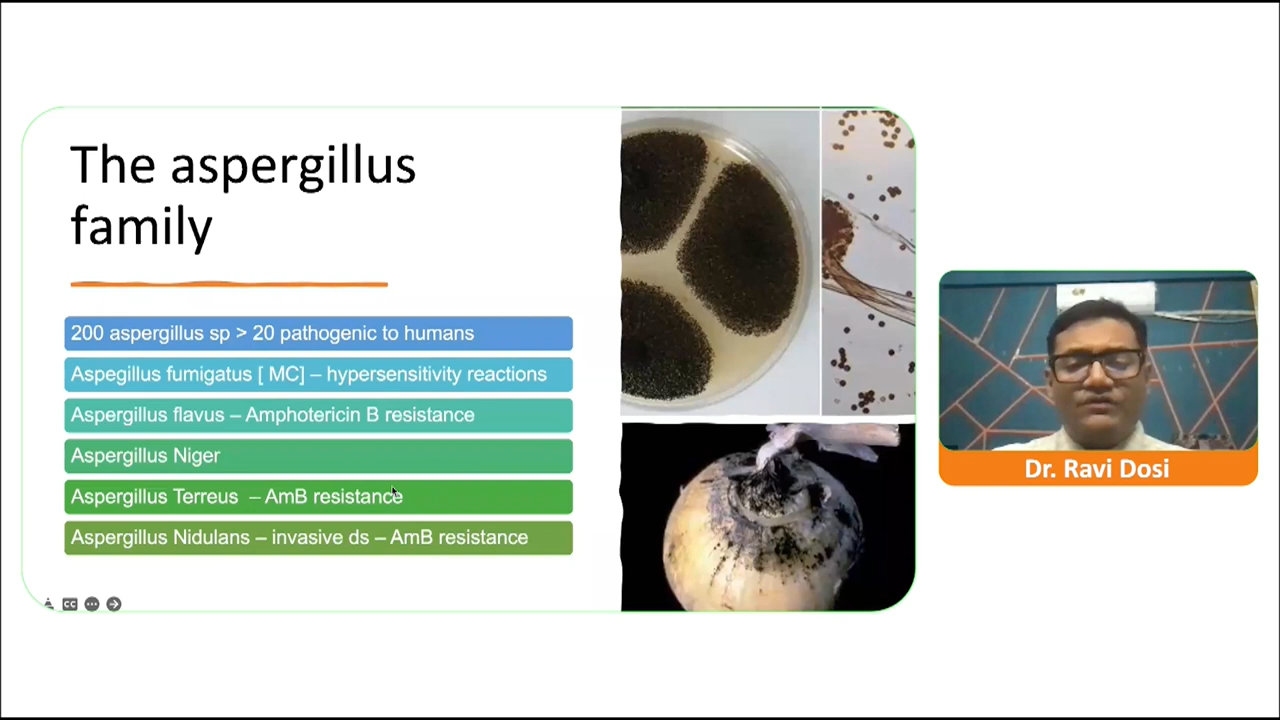 The aspergillus
family
200 aspergillus sp > 20 pathogenic to humans
Aspegillus fumigatus [ MC] – hypersensitivity reactions
Aspergillus flavus – Amphotericin B resistance
Aspergillus Niger
Aspergillus Terreus – AmB resistance
Aspergillus Nidulans – invasive ds – AmB resistance
CC
Dr. Ravi Dosi